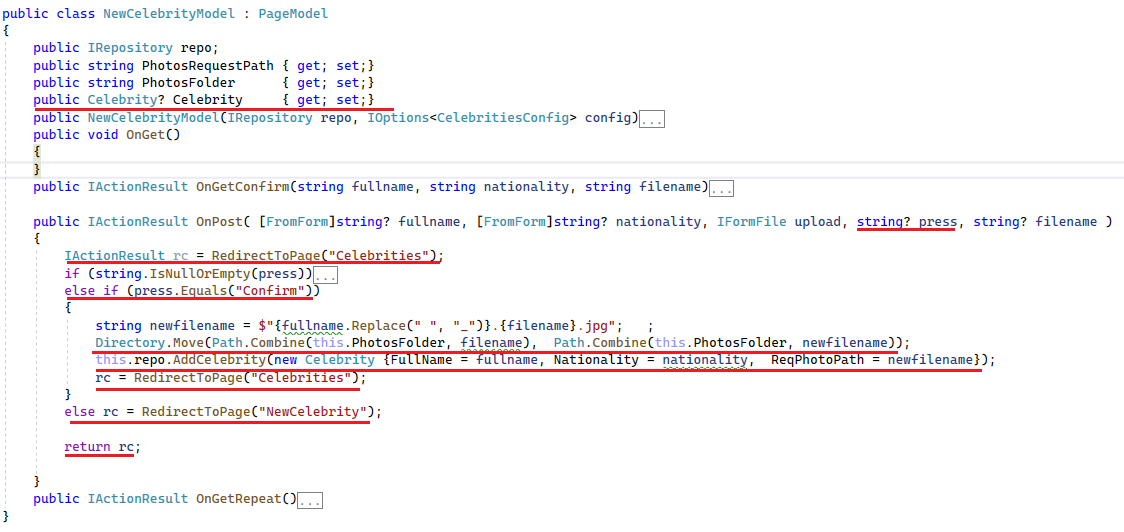 public class NewCelebrityModel : PageModel
{
public IRepository repo;
public string PhotosRequestPath { get; set;}
public string PhotosFolder { get; set;}
public Celebrity? Celebrity { get; set;}
public NewCelebrityModel(IRepository repo, IOptions<CelebritiesConfig> config)...
public void OnGet()
{
}
public IActionResult OnGetConfirm(string fullname, string nationality, string filename)...
public IActionResult OnPost( [FromForm]string? fullname, [FromForm]string? nationality, IFormFile upload, string? press, string? filename )
{
IActionResult rc = RedirectToPage("Celebrities");
if (string.IsNullOrEmpty(press))...
else if (press.Equals("Confirm"))
{
string newfilename = $"{fullname.Replace(" ", "_")}.{filename}.jpg"; ;
Directory.Move(Path.Combine(this.PhotosFolder, filename), Path.Combine(this.PhotosFolder, newfilename));
this.repo.AddCelebrity(new Celebrity {FullName = fullname, Nationality = nationality, ReqPhotoPath = newfilename});
rc = RedirectToPage("Celebrities");
}
else rc = RedirectToPage("NewCelebrity");
return rc;
}
public IActionResult OnGetRepeat()...
}